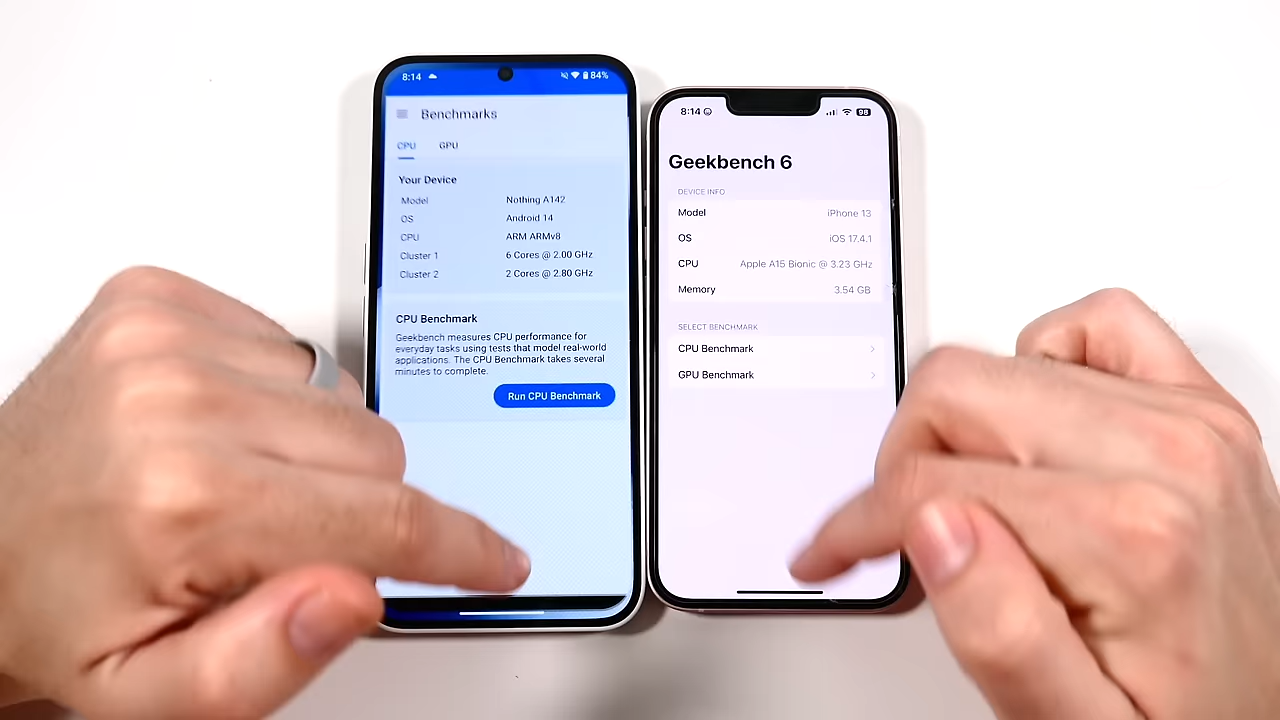 8:14 84%
Benchmarks
CPU GPU
Your Device
Model Nothing A142
OS Android 14
CPU ARM ARMv8
Cluster 1 6 Cores @ 2.00 GHz
Cluster 2 2 Cores @ 2.80 GHz
CPU Benchmark
Geekbench measures CPU performance for
everyday tasks using tests that model real-world
applications. The CPU Benchmark takes several
minutes to complete.
Run CPU Benchmark
8:14 98
Geekbench 6
DEVICE INFO
Model iPhone 13
OS iOS 17.4.1
CPU Apple A15 Bionic @ 3.23 GHz
Memory 3.54 GB
SELECT BENCHMARK
CPU Benchmark
GPU Benchmark